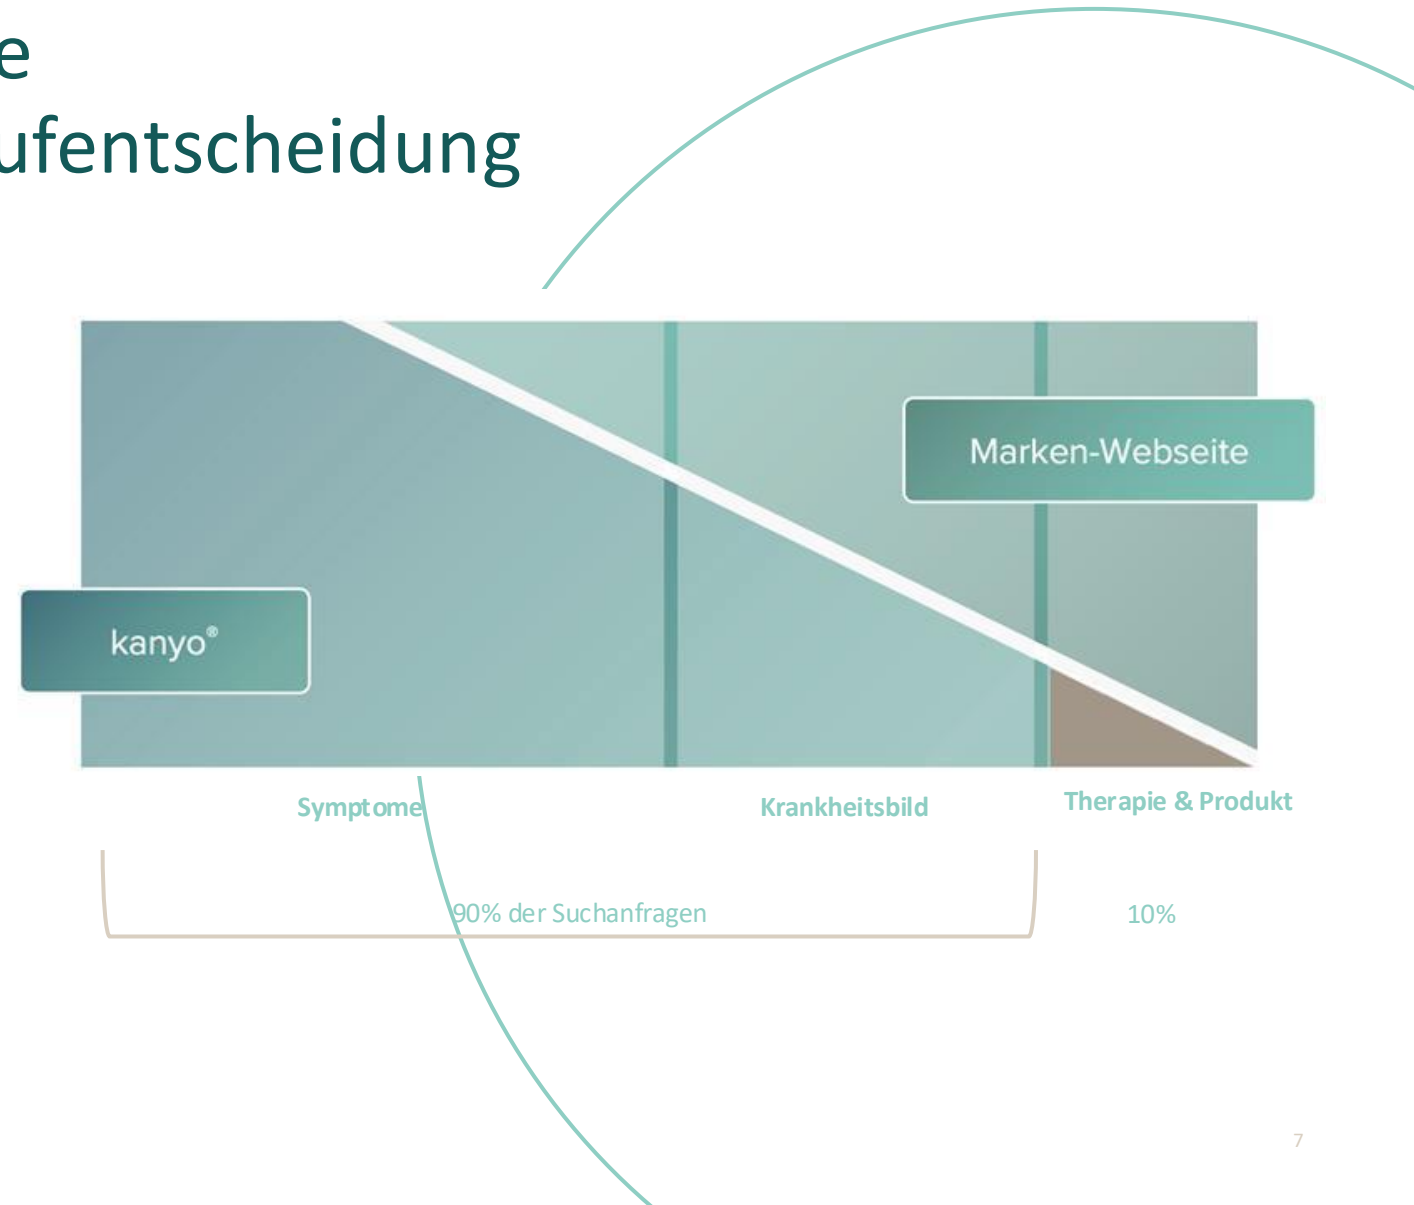 e
ufentscheidung
Marken-Webseite
kanyo®
Symptome
Krankheitsbild
Therapie & Produkt
90% der Suchanfragen
10%
7